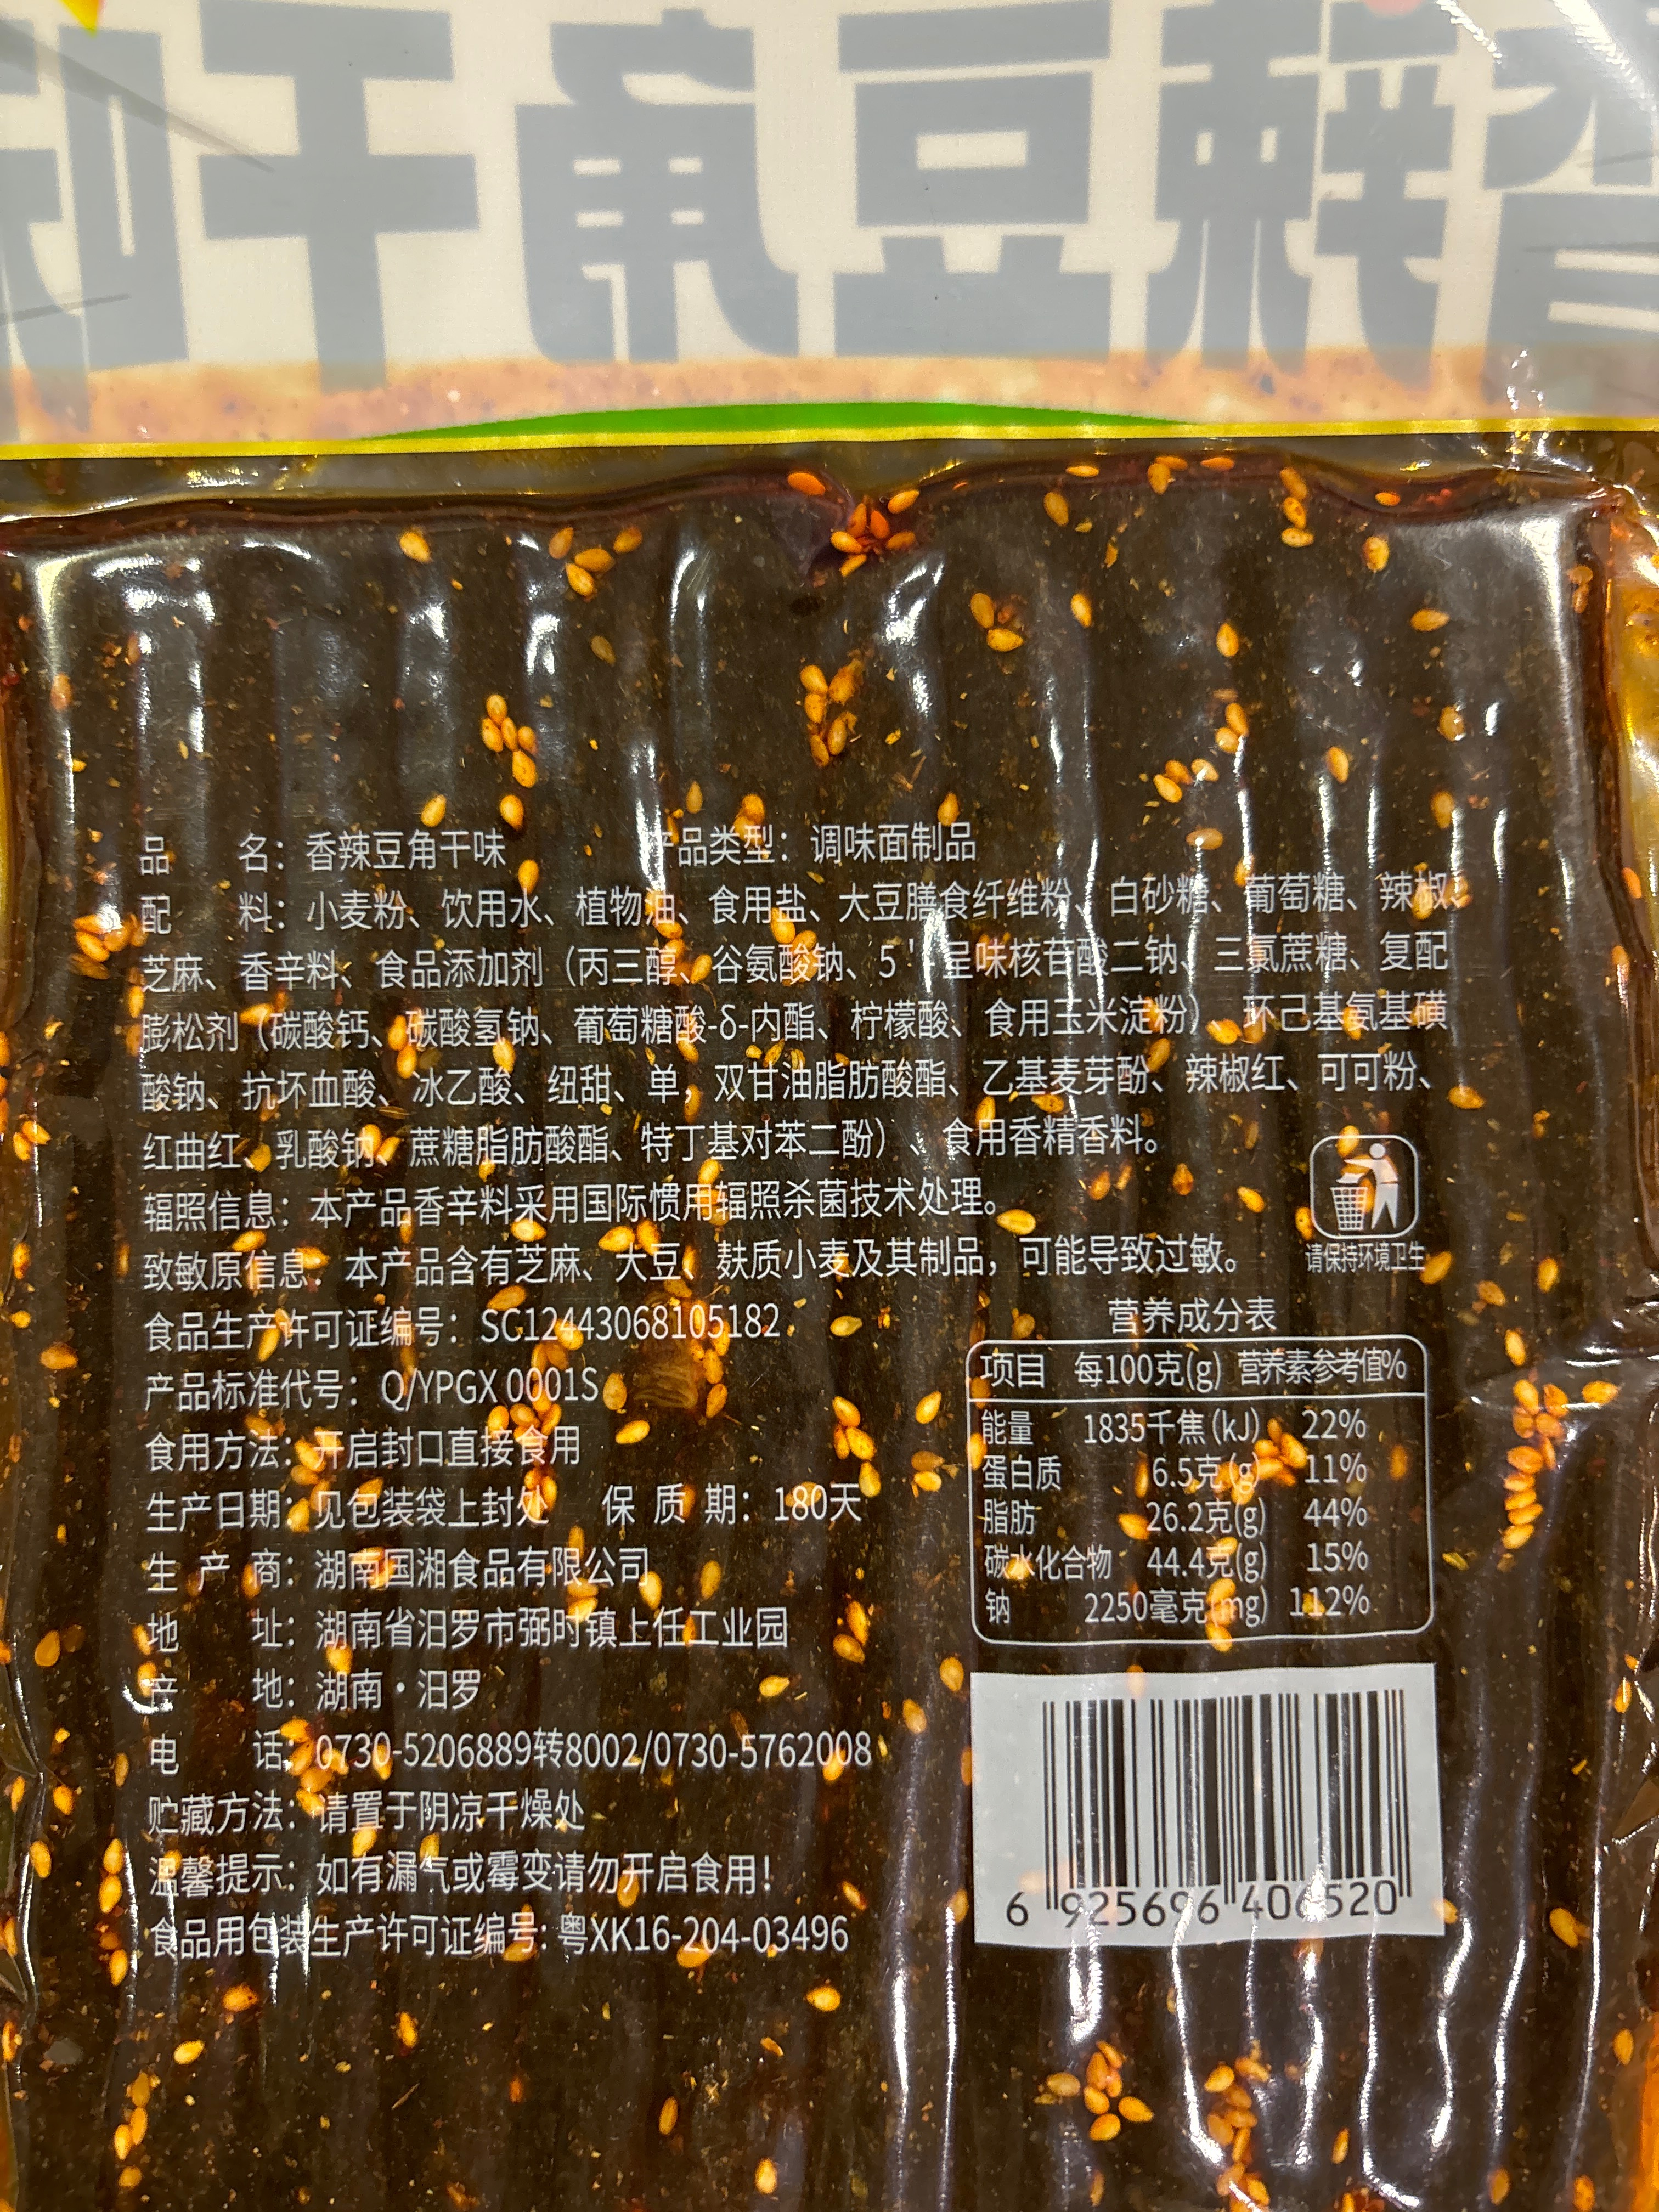 香辣豆角干味
品 名：香辣豆角干味 产品类型：调味面制品
配 料：小麦粉、饮用水、植物油、食用盐、大豆膳食纤维粉、白砂糖、葡萄糖、辣椒、
芝麻、香辛料、食品添加剂（丙三醇、谷氨酸钠、5'-呈味核苷酸二钠、三氯蔗糖、复配
膨松剂（碳酸钙、碳酸氢钠、葡萄糖酸-δ-内酯、柠檬酸、食用玉米淀粉）、环己基氨基磺
酸钠、抗坏血酸、冰乙酸、纽甜、单，双甘油脂肪酸酯、乙基麦芽酚、辣椒红、可可粉、
红曲红、乳酸钠、蔗糖脂肪酸酯、特丁基对苯二酚）、食用香精香料。
辐照信息：本产品香辛料采用国际惯用辐照杀菌技术处理。
致敏原信息：本产品含有芝麻、大豆、麸质小麦及其制品，可能导致过敏。
请保持环境卫生
食品生产许可证编号：SC12443068105182
产品标准代号：Q/YPGX 0001S
食用方法：开启封口直接食用
生产日期：见包装袋上封处 保 质 期：180天
生 产 商：湖南国湘食品有限公司
地 址：湖南省汨罗市弼时镇上任工业园
产 地：湖南·汨罗
电 话：0730-5206889转8002/0730-5762008
贮藏方法：请置于阴凉干燥处
温馨提示：如有漏气或霉变请勿开启食用！
食品用包装生产许可证编号：粤XK16-204-03496
营养成分表
项目 每100克(g) 营养素参考值%
能量 1835千焦(kJ) 22%
蛋白质 6.5克(g) 11%
脂肪 26.2克(g) 44%
碳水化合物 44.4克(g) 15%
钠 2250毫克(mg) 112%
6 925696 406520